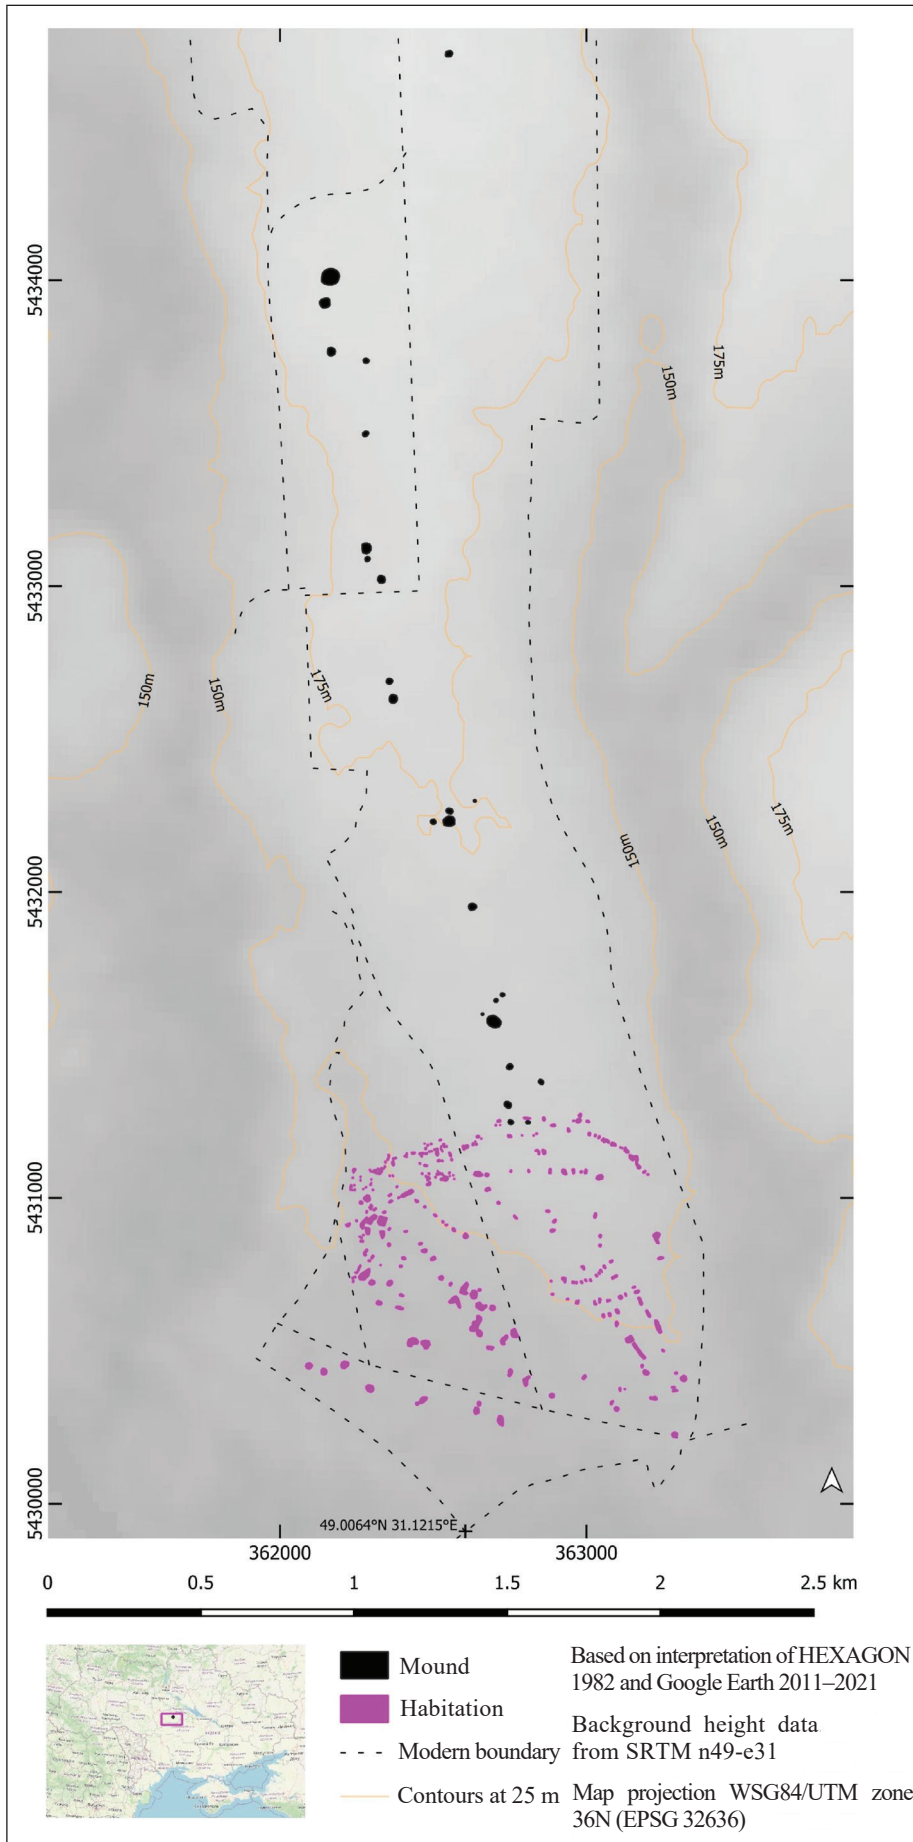 5434000
5433000
5432000
5431000
5430000
175m
150m
150m
150m
175m
150m
150m
175m
49.0064°N 31.1215°E
362000
363000
0
0.5
1
1.5
2
2.5 km
Mound
Habitation
Modern boundary
Contours at 25 m
Based on interpretation of HEXAGON
1982 and Google Earth 2011–2021
Background height data
from SRTM n49-e31
Map projection WSG84/UTM zone
36N (EPSG 32636)